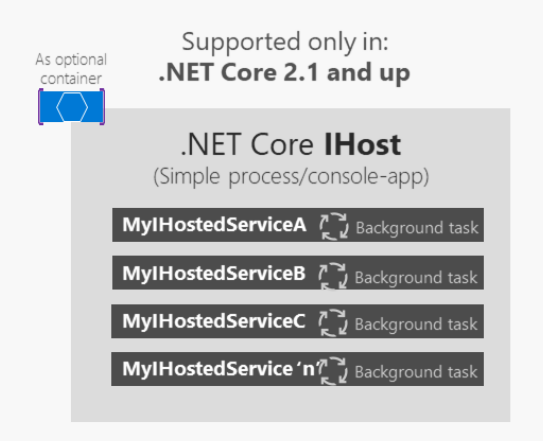 Supported only in:
.NET Core 2.1 and up
As optional
container
.NET Core IHost
(Simple process/console-app)
MyIHostedServiceA Background task
MyIHostedServiceB Background task
MyIHostedServiceC Background task
MyIHostedService ‘n’ Background task